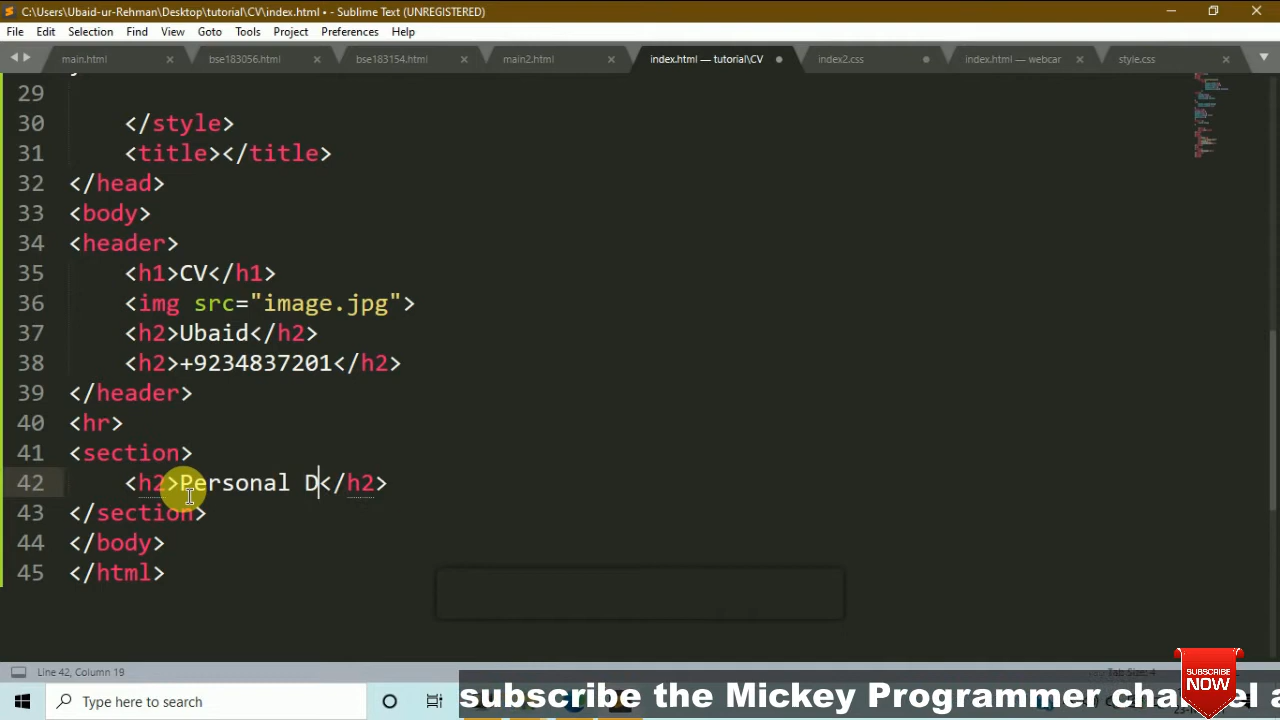 C:\Users\Ubaid-ur-Rehman\Desktop\tutorial\CV\index.html • - Sublime Text (UNREGISTERED)
File Edit Selection Find View Goto Tools Project Preferences Help
main.html bse183056.html bse183154.html main2.html index.html — tutorial\CV index2.css index.html — webcar style.css
29
30 </style>
31 <title></title>
32 </head>
33 <body>
34 <header>
35 <h1>CV</h1>
36 <img src="image.jpg">
37 <h2>Ubaid</h2>
38 <h2>+9234837201</h2>
39 </header>
40 <hr>
41 <section>
42 <h2>Personal D</h2>
43 </section>
44 </body>
45 </html>
Line 42, Column 19
Tab Size: 4
Type here to search
subscribe the Mickey Programmer channel a
SUBSCRIBE
NOW